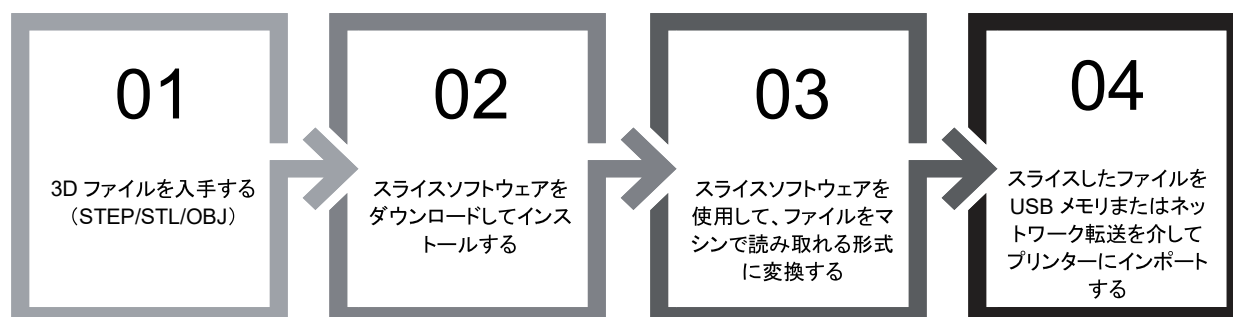 01
3D ファイルを入手する
（STEP/STL/OBJ）
02
スライスソフトウェアを
ダウンロードしてインス
トールする
03
スライスソフトウェアを
使用して、ファイルをマ
シンで読み取れる形式
に変換する
04
スライスしたファイルを
USB メモリまたはネッ
トワーク転送を介して
プリンターにインポート
する